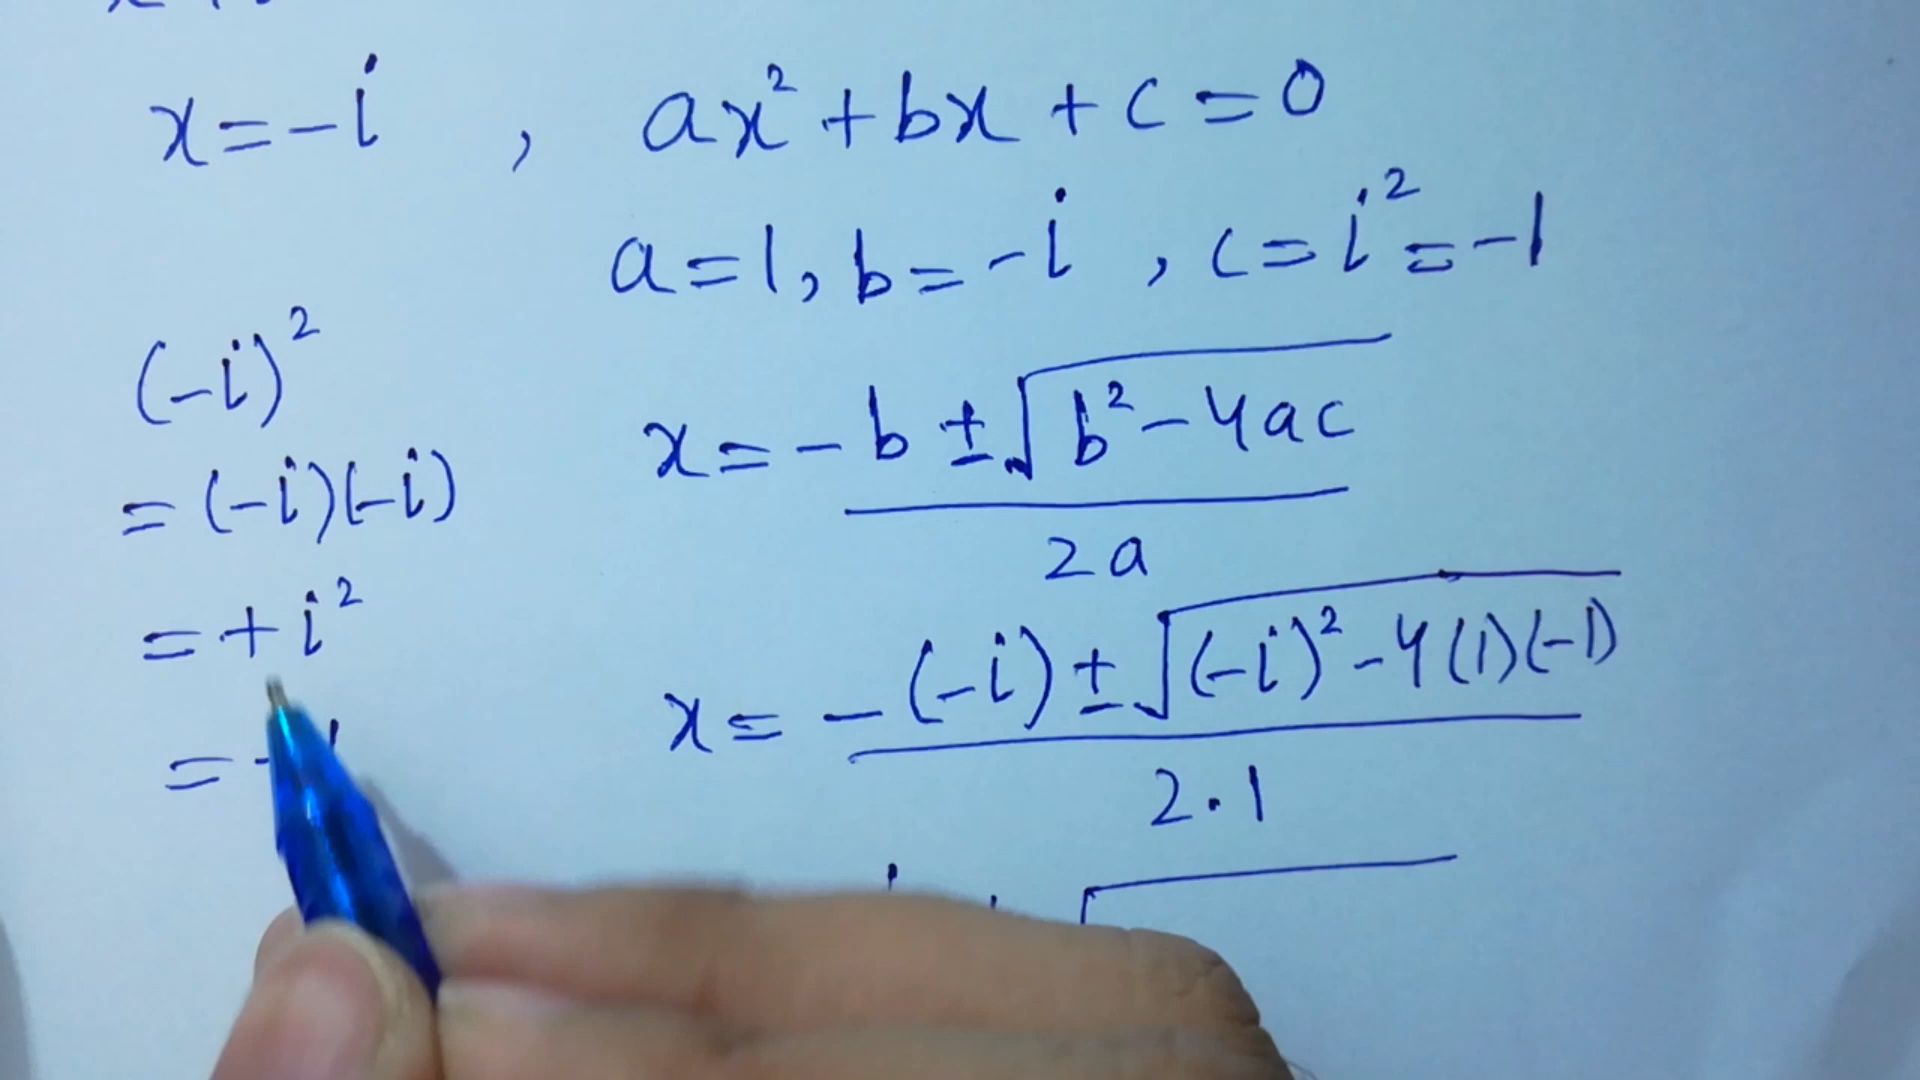 x = -i , ax² + bx + c = 0
a = 1, b = -i , c = i² = -1
(-i)²
= (-i)(-i)
= + i²
=
x = -b ± √(b² - 4ac)
2a
x = -(-i) ± √((-i)² - 4(1)(-1))
2 · 1